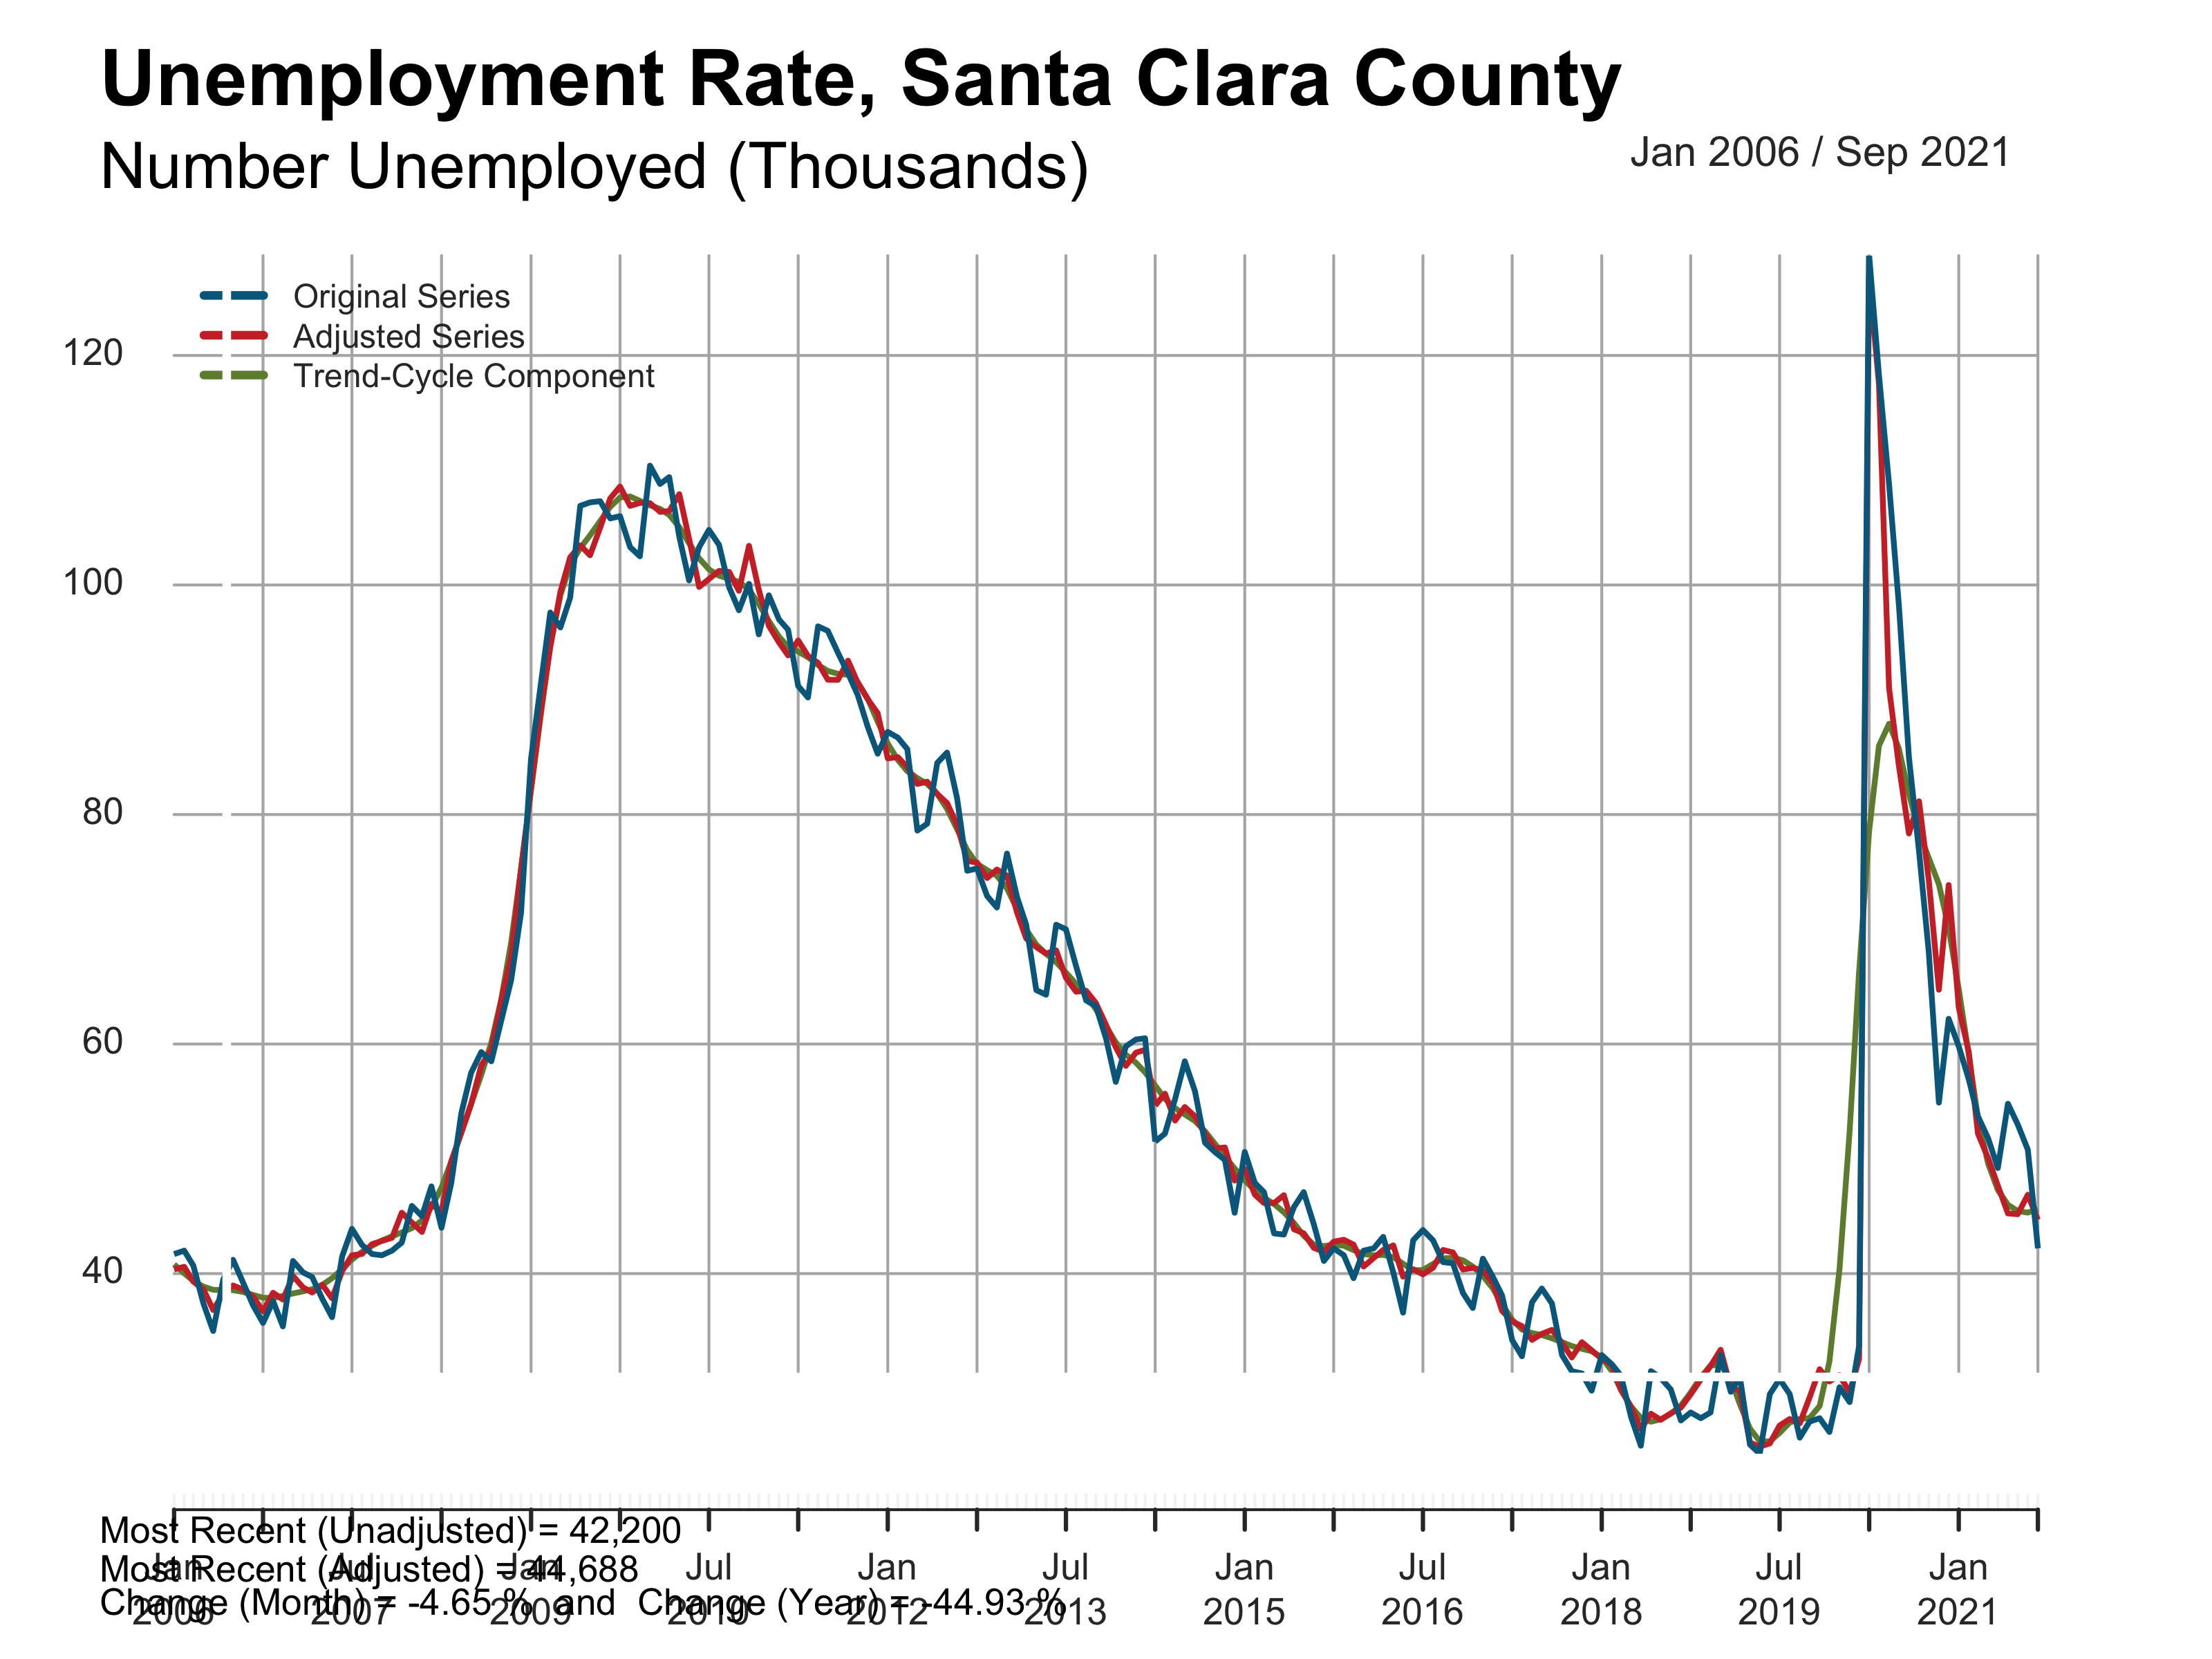 Unemployment Rate, Santa Clara County
Number Unemployed (Thousands)
Jan 2006 / Sep 2021
Original Series
Adjusted Series
Trend-Cycle Component
120
100
80
60
40
Most Recent (Unadjusted) = 42,200
Most Recent (Adjusted) = 44,688
Change (Month) = -4.65 % and Change (Year) = -44.93 %
Jan Jul Jan Jul Jan Jul Jan Jul Jan Jul Jan
2006 2007 2009 2010 2012 2013 2015 2016 2018 2019 2021